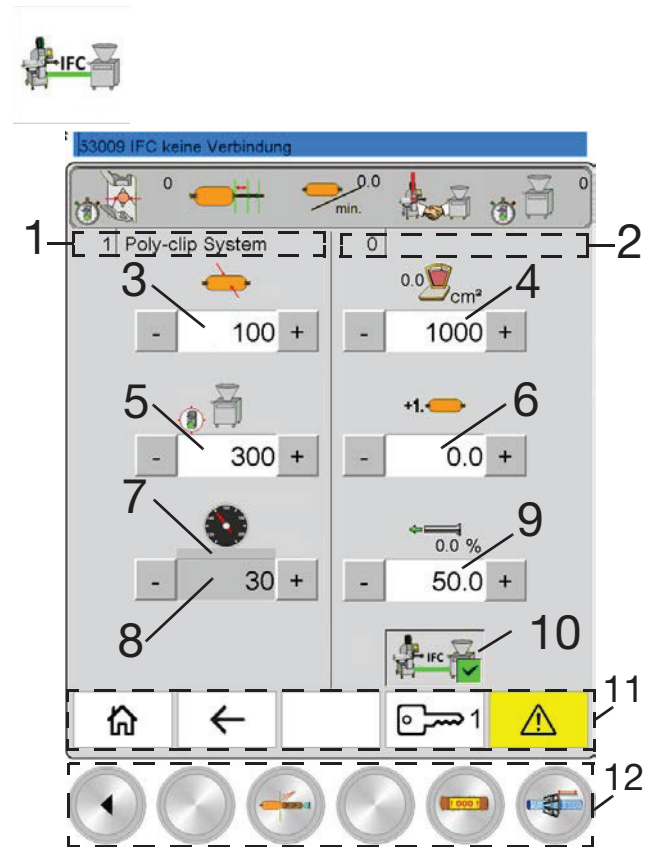 IFC
53009 IFC keine Verbindung
0
0.0
min.
0
1 1 Poly-clip System 0 2
3 0.0 cm³ 4
- 100 + - 1000 +
5 +1. 6
- 300 + - 0.0 +
7 0.0 % 9
- 30 + - 50.0 +
8
IFC 10
1 11
1000
12